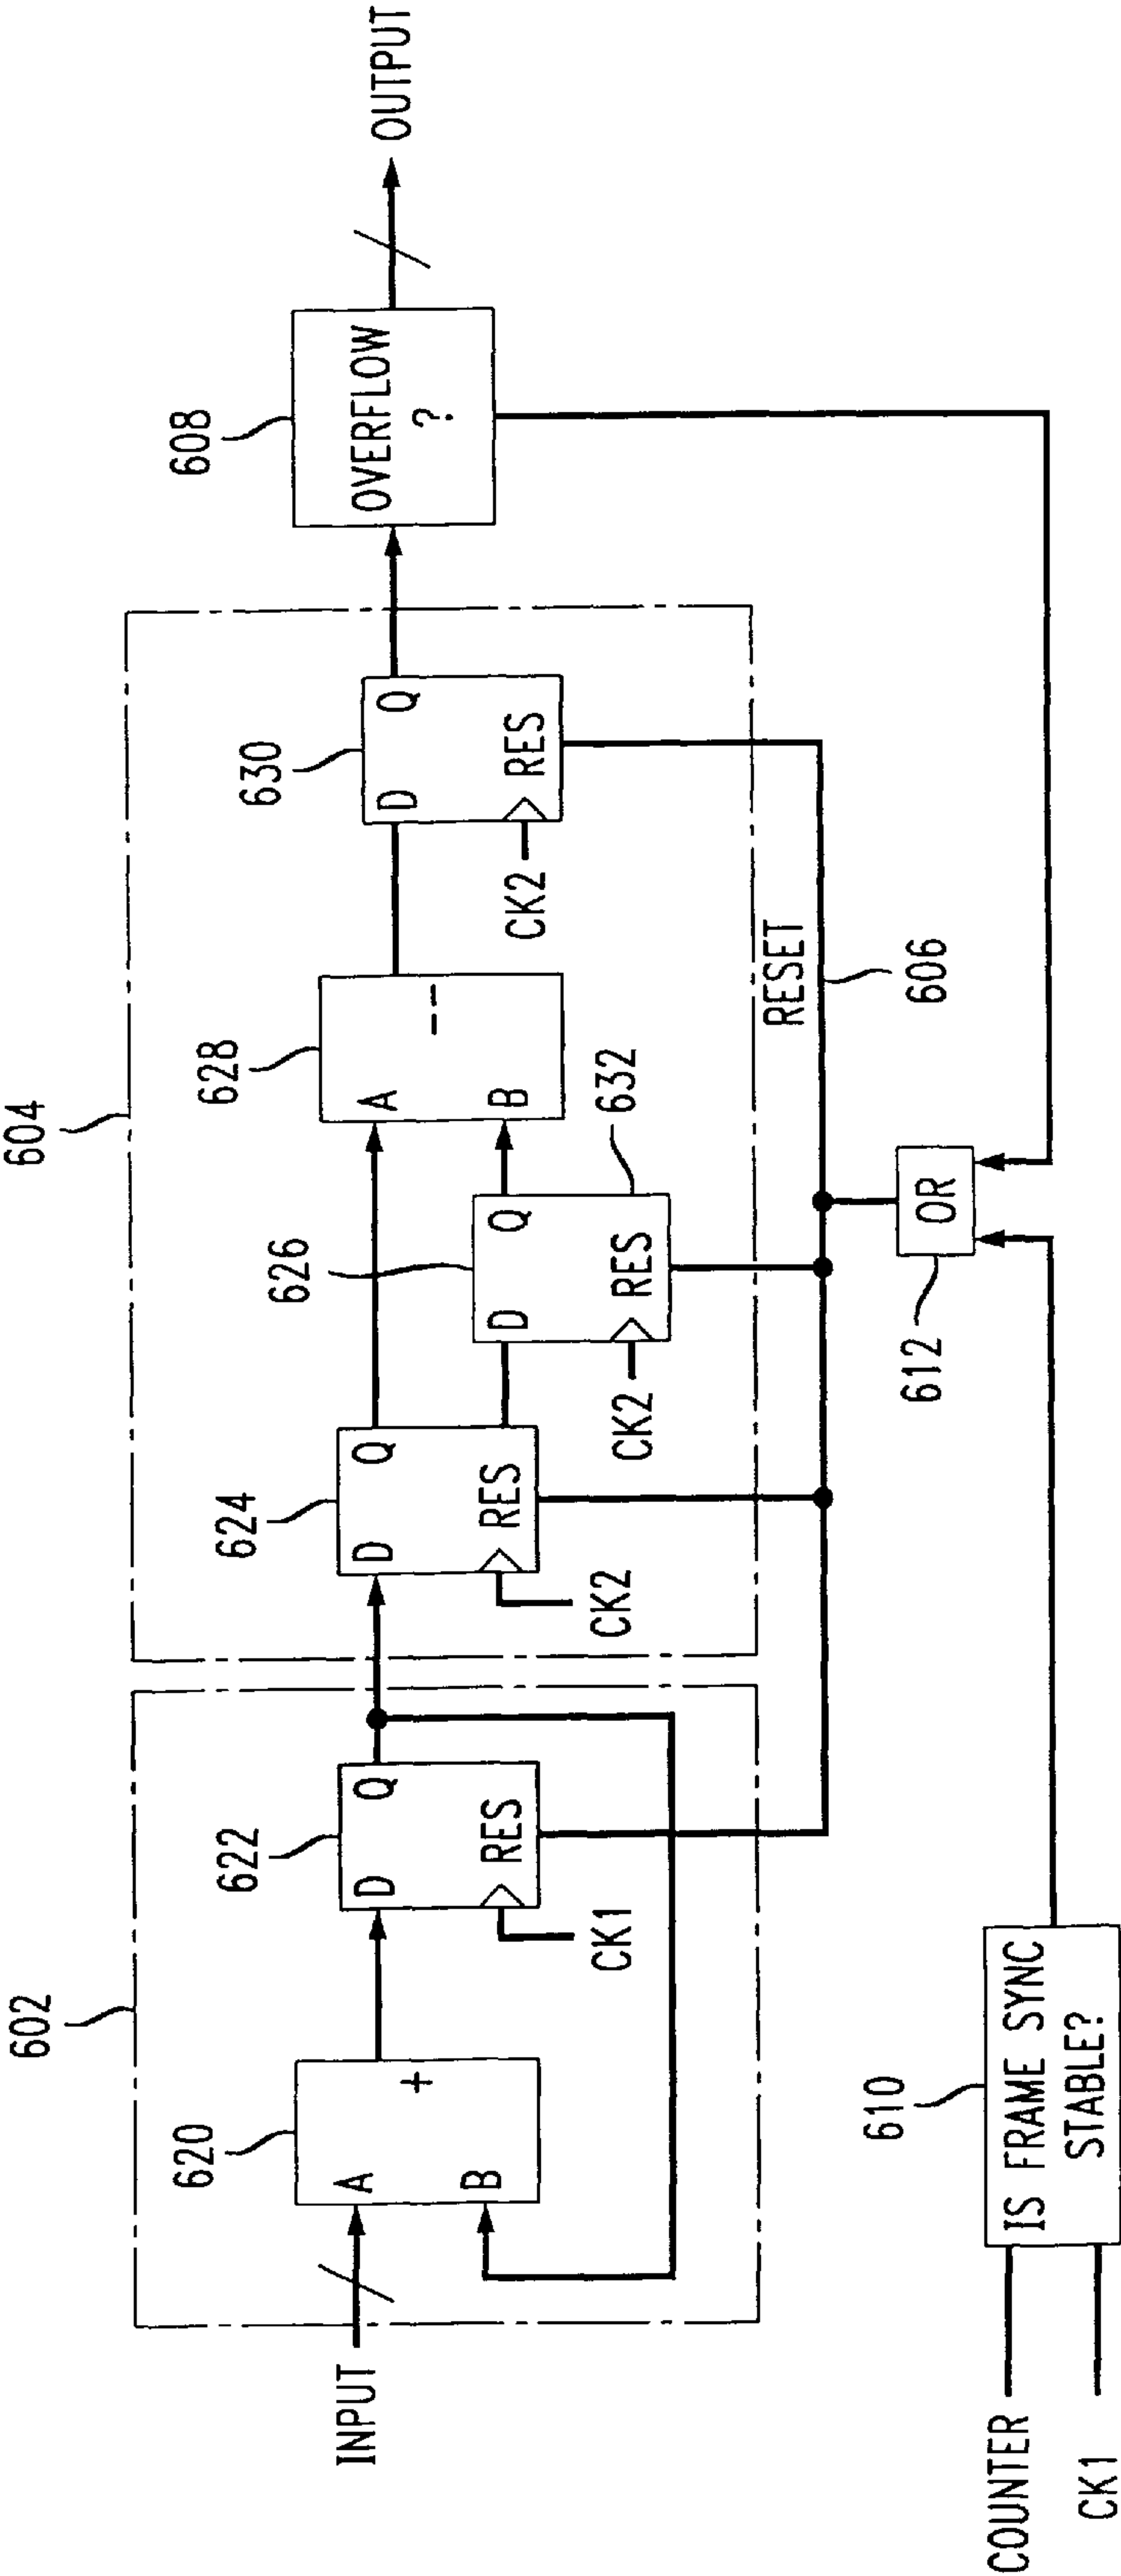 604
602
608
620
A
B
+
622
D
Q
RES
CK1
624
D
Q
RES
CK2
626
D
Q
RES
CK2
632
628
A
B
--
630
D
Q
RES
CK2
OVERFLOW
?
INPUT
OUTPUT
RESET
606
OR
612
610
IS FRAME SYNC
STABLE?
COUNTER
CK1